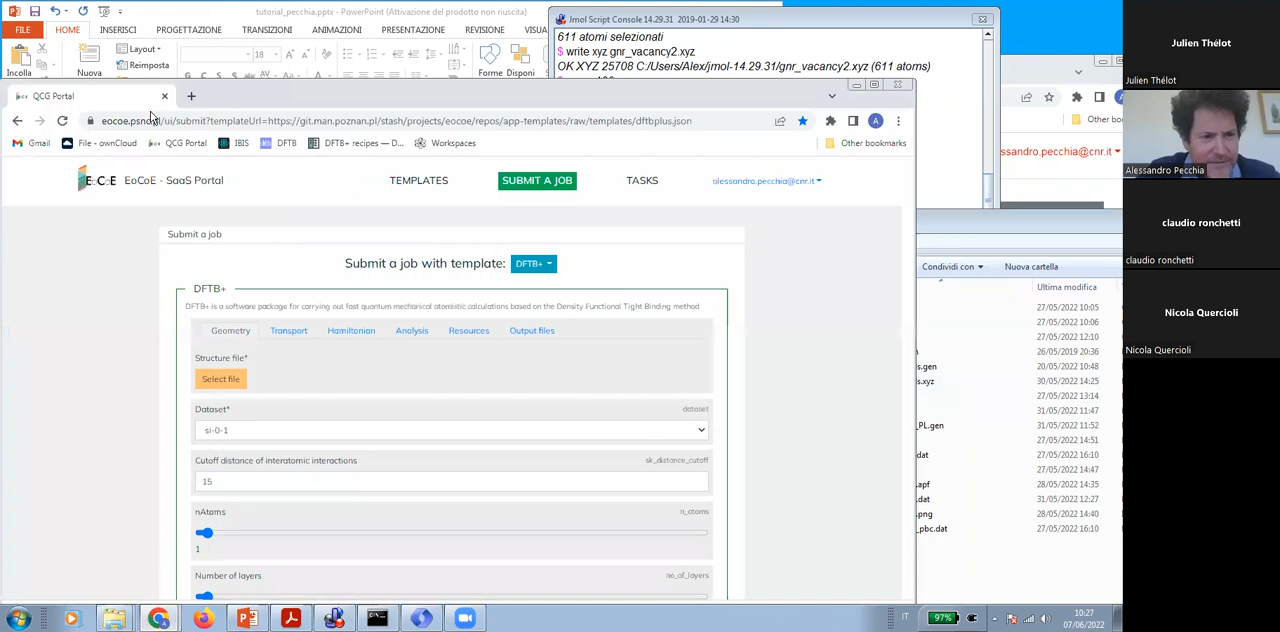 tutorial_pecchia.pptx - PowerPoint (Attivazione del prodotto non riuscita)
FILE HOME INSERISCI PROGETTAZIONE TRANSIZIONI ANIMAZIONI PRESENTAZIONE REVISIONE VISUA
Incolla Nuova Layout Reimposta Forme Disponi
Jmol Script Console 14.29.31 2019-01-29 14:30
611 atomi selezionati
$ write xyz gnr_vacancy2.xyz
OK XYZ 25708 C:/Users/Alex/jmol-14.29.31/gnr_vacancy2.xyz (611 atoms)
QCG Portal
submit?templateUrl=https://git.man.poznan.pl/stash/projects/eocoe/repos/app-templates/raw/templates/dftbplus.json
Gmail File - ownCloud QCG Portal IBIS DFTB DFTB+ recipes — D... Workspaces Other bookmarks
EoCoE - SaaS Portal TEMPLATES SUBMIT A JOB TASKS alessandro.pecchia@cnr.it
Submit a job
Submit a job with template: DFTB+
DFTB+
DFTB+ is a software package for carrying out fast quantum mechanical atomistic calculations based on the Density Functional Tight Binding method
Geometry Transport Hamiltonian Analysis Resources Output files
Structure file*
Select file
Dataset* dataset
si-0-1
Cutoff distance of interatomic interactions sk_distance_cutoff
15
nAtoms n_atoms
1
Number of layers no_of_layers
Other boo
ssandro.pecchia@cnr.it
Condividi con Nuova cartella
Ultima modifica
27/05/2022 10:05
27/05/2022 10:06
27/05/2022 12:10
26/05/2019 20:36
s.gen 20/05/2022 10:48
s.xyz 30/05/2022 14:25
27/05/2022 13:14
31/05/2022 11:47
_PL.gen 31/05/2022 11:52
27/05/2022 14:51
dat 27/05/2022 16:10
27/05/2022 14:47
.apf 28/05/2022 14:35
.dat 31/05/2022 12:27
.png 28/05/2022 14:40
_pbc.dat 27/05/2022 16:10
Julien Thélot
Julien Thélot
Alessandro Pecchia
claudio ronchetti
claudio ronchetti
Nicola Quercioli
Nicola Quercioli
IT 97% 10:27
07/06/2022